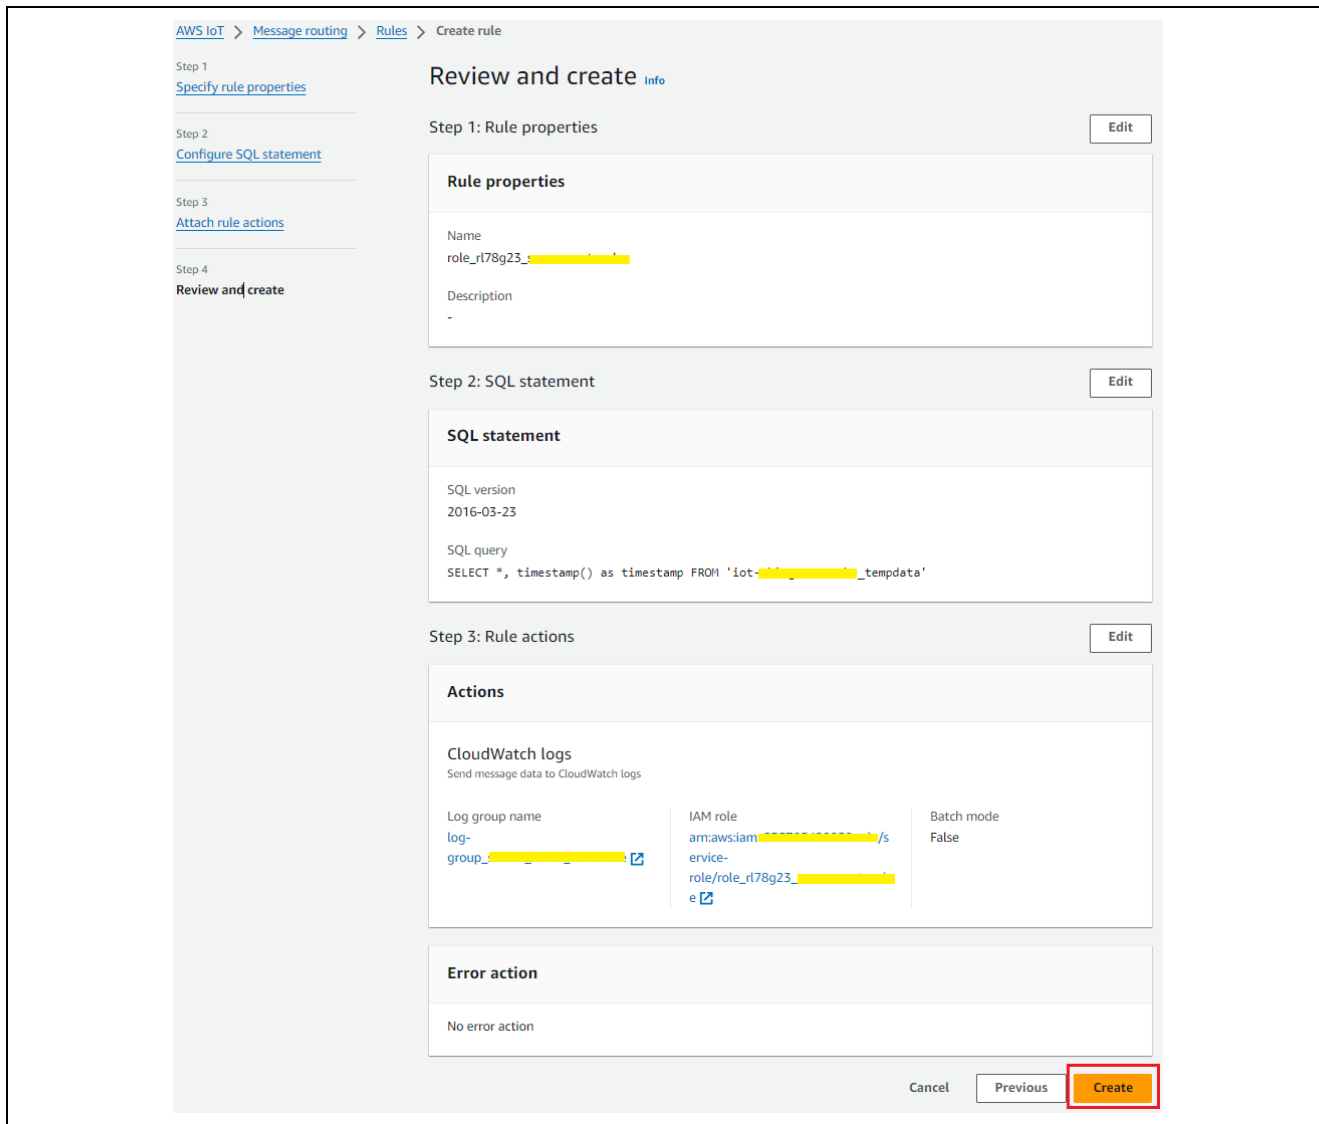 AWS IoT > Message routing > Rules > Create rule
Step 1
Specify rule properties
Step 2
Configure SQL statement
Step 3
Attach rule actions
Step 4
Review and create
Review and create Info
Step 1: Rule properties
Edit
Rule properties
Name
role_rl78g23_
Description
-
Step 2: SQL statement
Edit
SQL statement
SQL version
2016-03-23
SQL query
SELECT *, timestamp() as timestamp FROM 'iot- _tempdata'
Step 3: Rule actions
Edit
Actions
CloudWatch logs
Send message data to CloudWatch logs
Log group name
log-
group_
IAM role
arn:aws:iam: /s
ervice-
role/role_rl78g23_
e
Batch mode
False
Error action
No error action
Cancel
Previous
Create